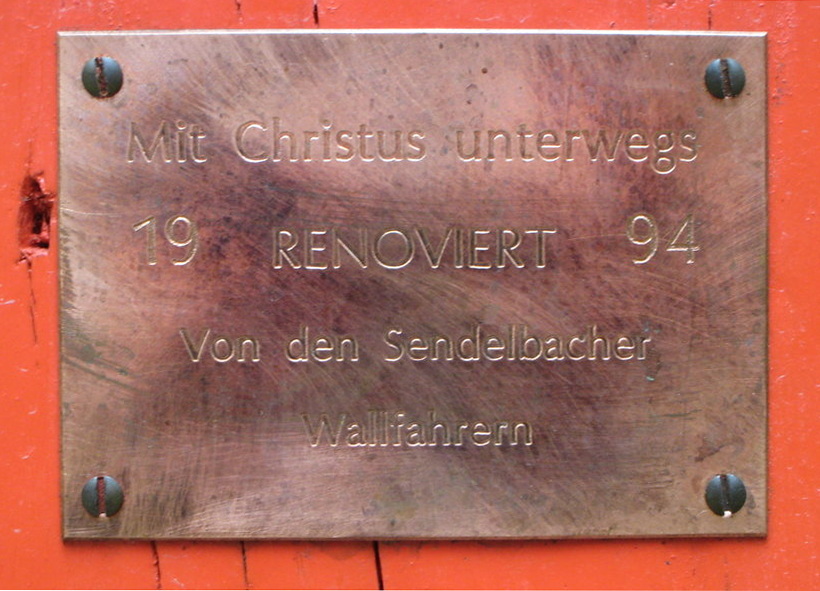 Mit Christus unterwegs
19 RENOVIERT 94
Von den Sendelbacher
Wallfahrern